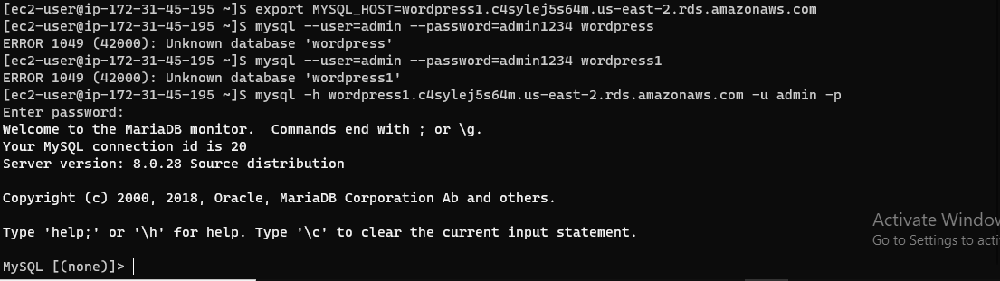 [ec2-user@ip-172-31-45-195 ~]$ export MYSQL_HOST=wordpress1.c4sylej5s64m.us-east-2.rds.amazonaws.com
[ec2-user@ip-172-31-45-195 ~]$ mysql --user=admin --password=admin1234 wordpress
ERROR 1049 (42000): Unknown database 'wordpress'
[ec2-user@ip-172-31-45-195 ~]$ mysql --user=admin --password=admin1234 wordpress1
ERROR 1049 (42000): Unknown database 'wordpress1'
[ec2-user@ip-172-31-45-195 ~]$ mysql -h wordpress1.c4sylej5s64m.us-east-2.rds.amazonaws.com -u admin -p
Enter password:
Welcome to the MariaDB monitor.  Commands end with ; or \g.
Your MySQL connection id is 20
Server version: 8.0.28 Source distribution
Copyright (c) 2000, 2018, Oracle, MariaDB Corporation Ab and others.
Type 'help;' or '\h' for help. Type '\c' to clear the current input statement.
MySQL [(none)]>
Activate Window
Go to Settings to acti